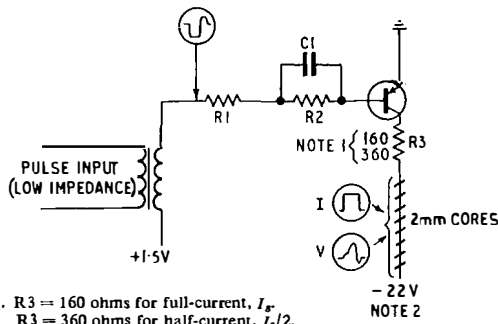 C1
R1
R2
NOTE 1 {160 360
R3
PULSE INPUT
(LOW IMPEDANCE)
I
V
2mm CORES
+1·5V
– 22V
NOTE 2
. R3 = 160 ohms for full-current, Is.
R3 = 360 ohms for half-current, Is/2.